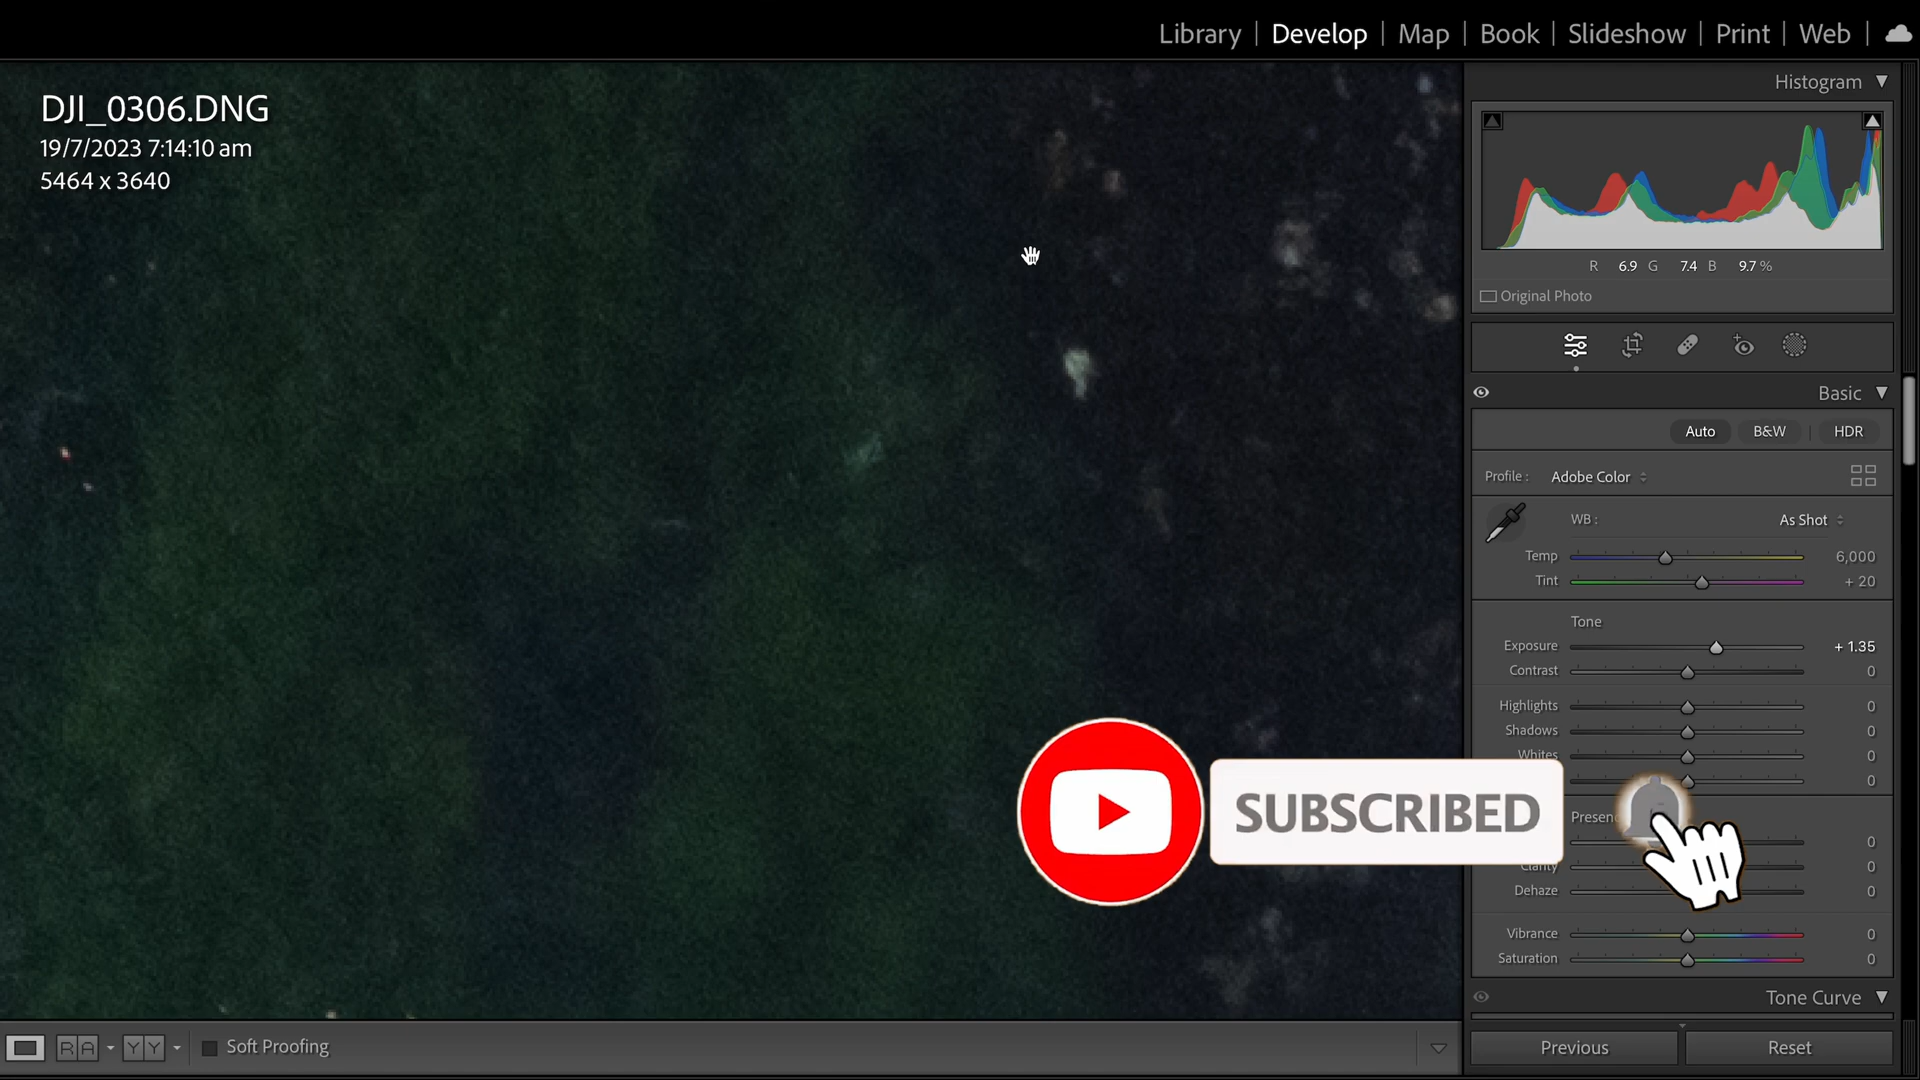 Library | Develop | Map | Book | Slideshow | Print | Web |
DJI_0306.DNG
19/7/2023 7:14:10 am
5464 x 3640
Histogram
R 6.9 G 7.4 B 9.7 %
Original Photo
Basic
Auto B&W | HDR
Profile : Adobe Color
WB : As Shot
Temp 6,000
Tint + 20
Tone
Exposure + 1.35
Contrast 0
Highlights 0
Shadows 0
Whites 0
0
SUBSCRIBED
0
Clarity 0
Dehaze 0
Vibrance 0
Saturation 0
Tone Curve
RA YY Soft Proofing
Previous Reset